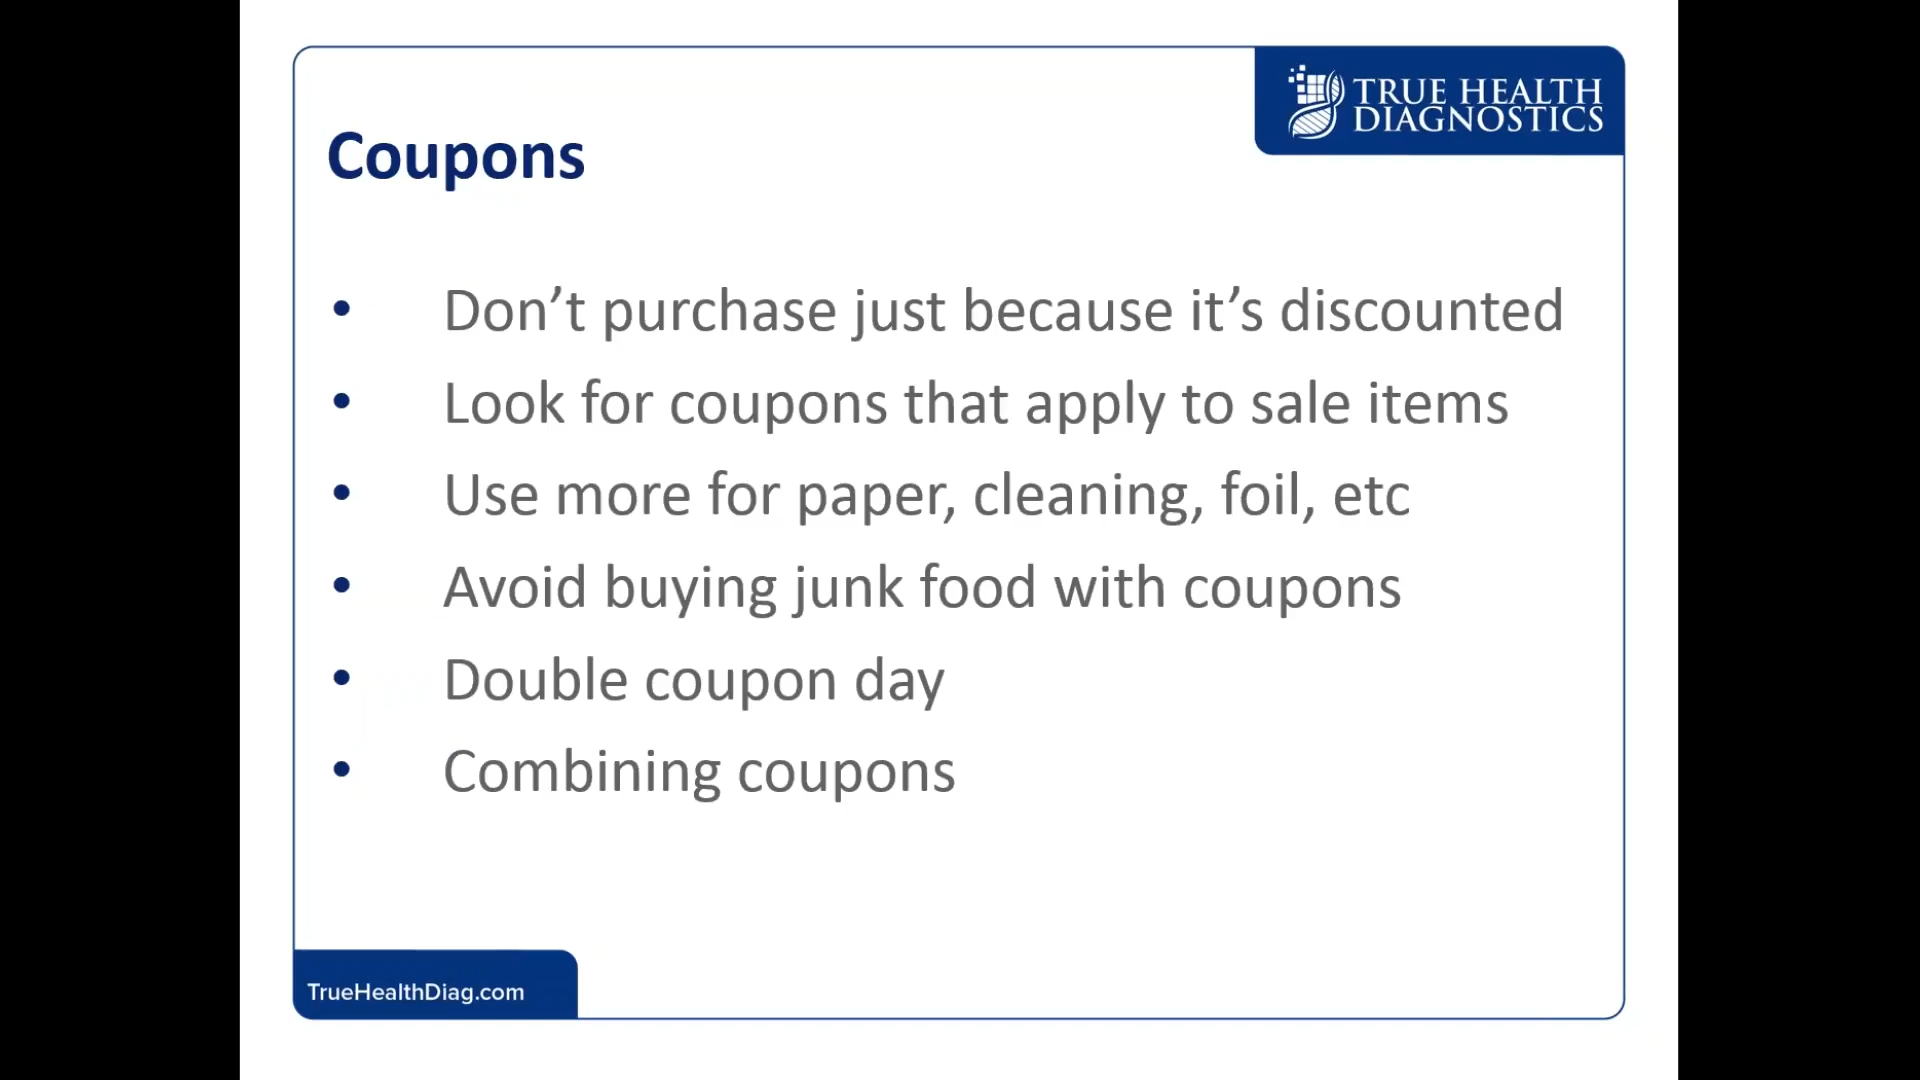 TRUE HEALTH
DIAGNOSTICS
Coupons
• Don’t purchase just because it’s discounted
• Look for coupons that apply to sale items
• Use more for paper, cleaning, foil, etc
• Avoid buying junk food with coupons
• Double coupon day
• Combining coupons
TrueHealthDiag.com